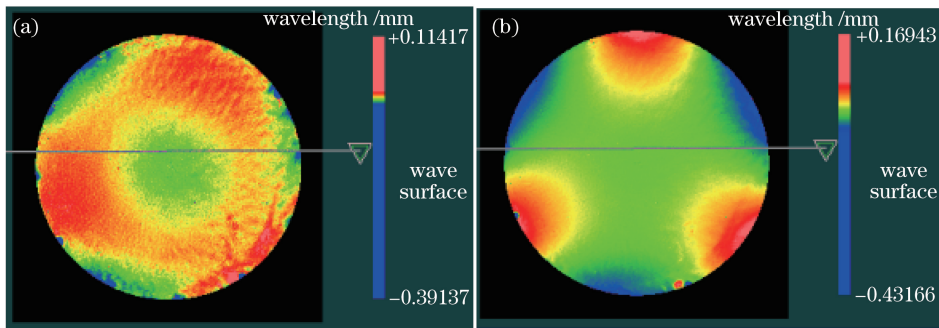 (a)
wavelength /mm
+0.11417
wave
surface
−0.39137
(b)
wavelength /mm
+0.16943
wave
surface
−0.43166